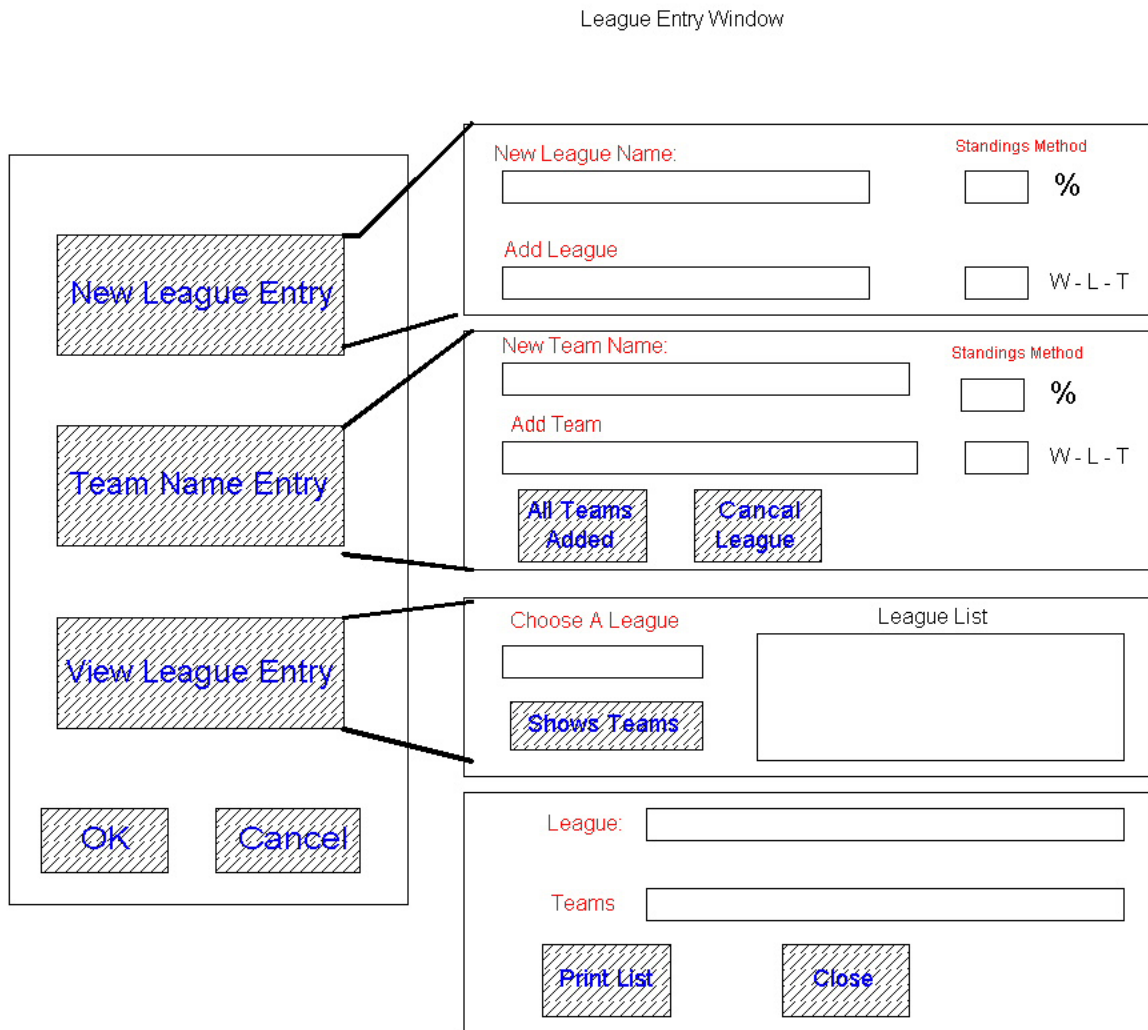 League Entry Window
New League Entry
Team Name Entry
View League Entry
OK
Cancel
New League Name:
Standings Method
%
Add League
W - L - T
New Team Name:
Standings Method
%
Add Team
W - L - T
All Teams
Added
Cancal
League
Choose A League
League List
Shows Teams
League:
Teams
Print List
Close